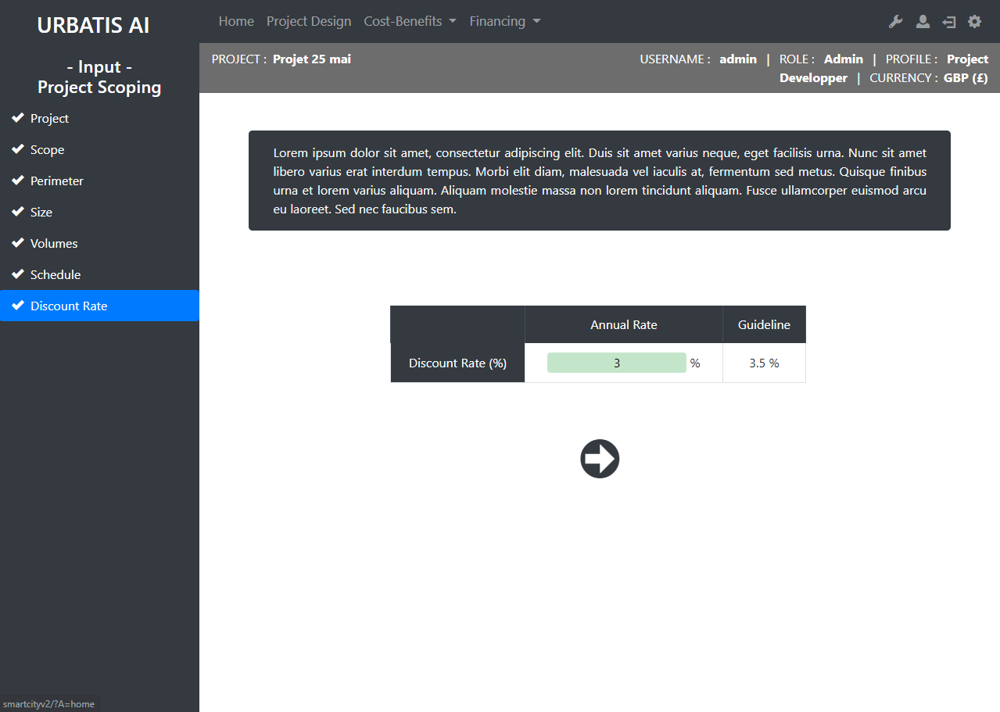 URBATIS AI
Home Project Design Cost-Benefits Financing
- Input -
Project Scoping
Project
Scope
Perimeter
Size
Volumes
Schedule
Discount Rate
PROJECT : Projet 25 mai
USERNAME : admin | ROLE : Admin | PROFILE : Project
Developper | CURRENCY : GBP (£)
Lorem ipsum dolor sit amet, consectetur adipiscing elit. Duis sit amet varius neque, eget facilisis urna. Nunc sit amet
libero varius erat interdum tempus. Morbi elit diam, malesuada vel iaculis at, fermentum sed metus. Quisque finibus
urna et lorem varius aliquam. Aliquam molestie massa non lorem tincidunt aliquam. Fusce ullamcorper euismod arcu
eu laoreet. Sed nec faucibus sem.
Annual Rate Guideline
Discount Rate (%) 3 % 3.5 %
smartcityv2/?A=home